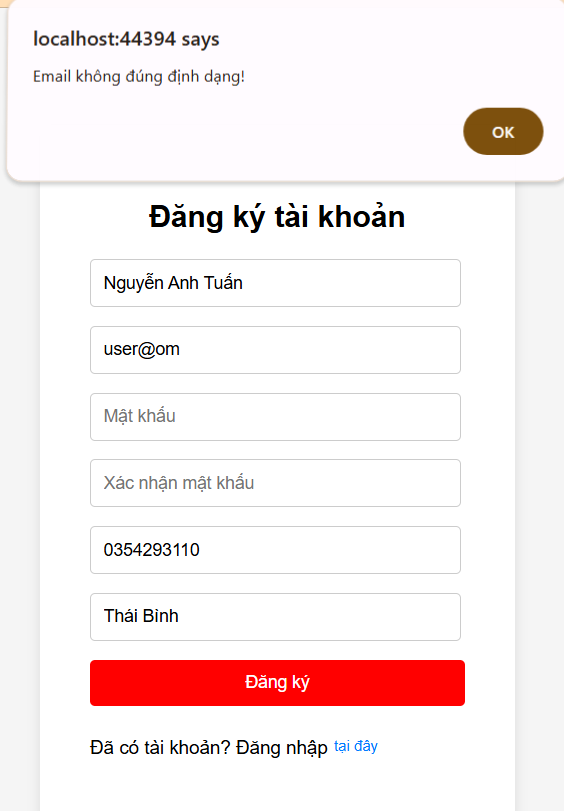 localhost:44394 says
Email không đúng định dạng!
OK
Đăng ký tài khoản
Nguyễn Anh Tuấn
user@om
Mật khẩu
Xác nhận mật khẩu
0354293110
Thái Bình
Đăng ký
Đã có tài khoản? Đăng nhập tại đây